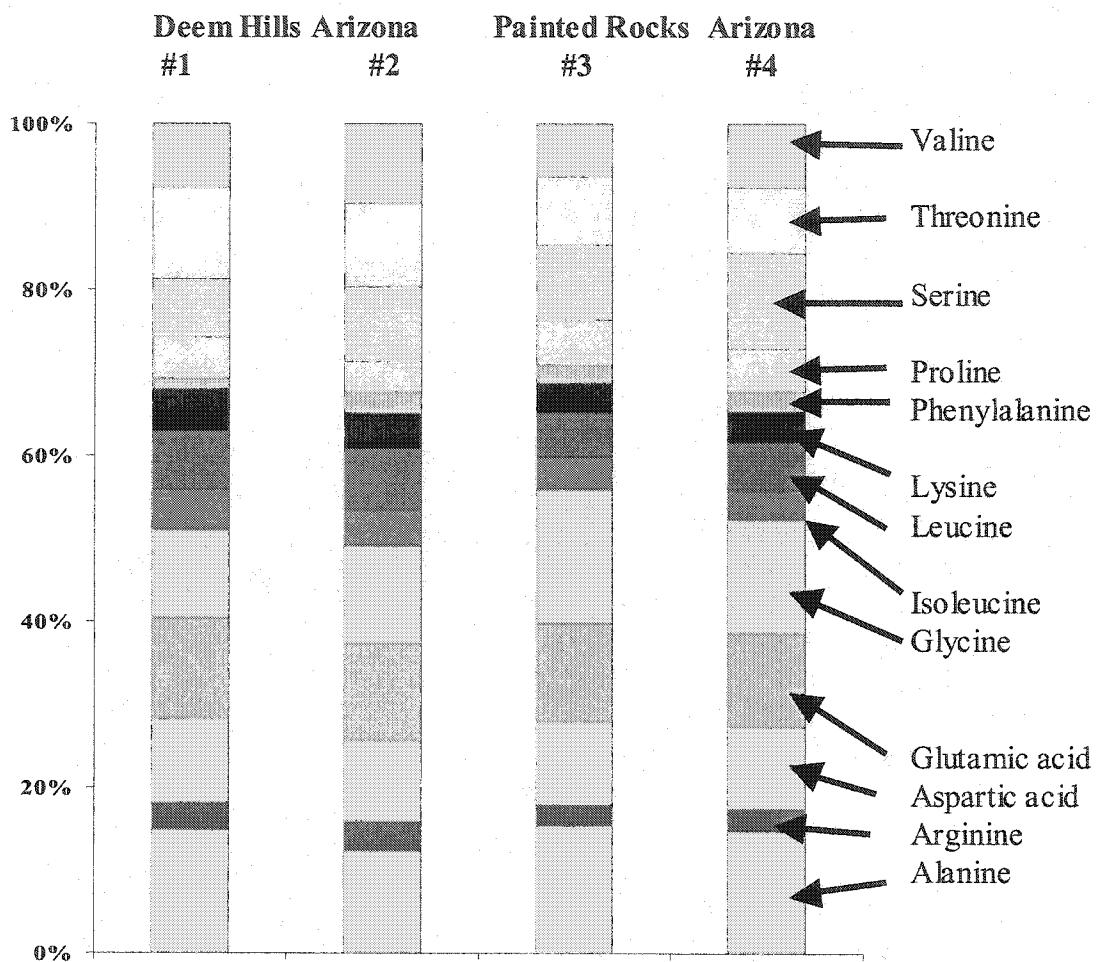 Deem Hills Arizona Painted Rocks Arizona
#1 #2 #3 #4
100%
80%
60%
40%
20%
0%
Valine
Threonine
Serine
Proline
Phenylalanine
Lysine
Leucine
Isoleucine
Glycine
Glutamic acid
Aspartic acid
Arginine
Alanine